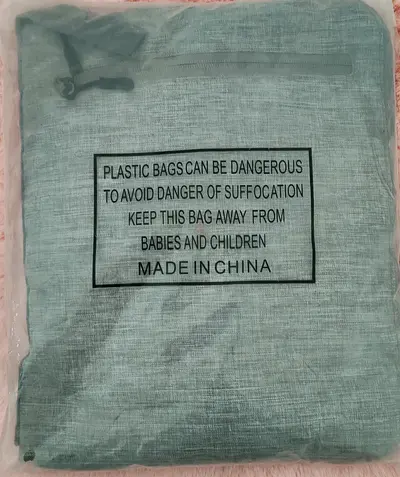 PLASTIC BAGS CAN BE DANGEROUS
TO AVOID DANGER OF SUFFOCATION
KEEP THIS BAG AWAY FROM
BABIES AND CHILDREN
MADE IN CHINA